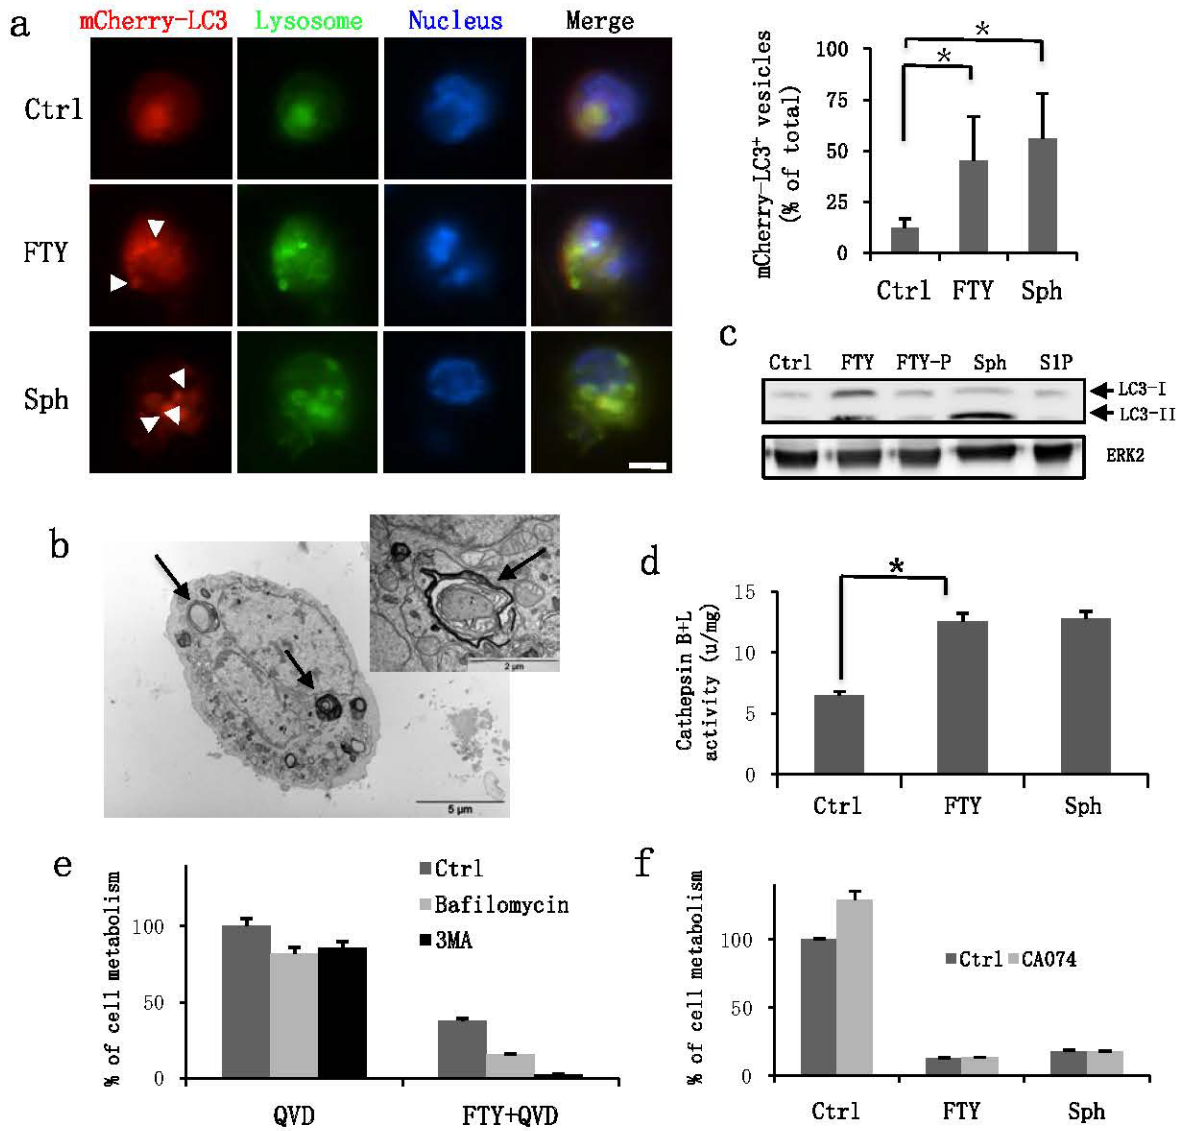 a
mCherry-LC3 Lysosome Nucleus Merge
Ctrl
FTY
Sph
mCherry-LC3+ vesicles
(% of total)
100
75
50
25
0
* *
Ctrl FTY Sph
c
Ctrl FTY FTY-P Sph S1P
LC3-I
LC3-II
ERK2
b
2 µm
5 µm
d
Cathepsin B+L
activity (u/mg)
15
10
5
0
*
Ctrl FTY Sph
e
% of cell metabolism
100
50
0
Ctrl
Bafilomycin
3MA
QVD FTY+QVD
f
% of cell metabolism
100
50
0
Ctrl CA074
Ctrl FTY Sph